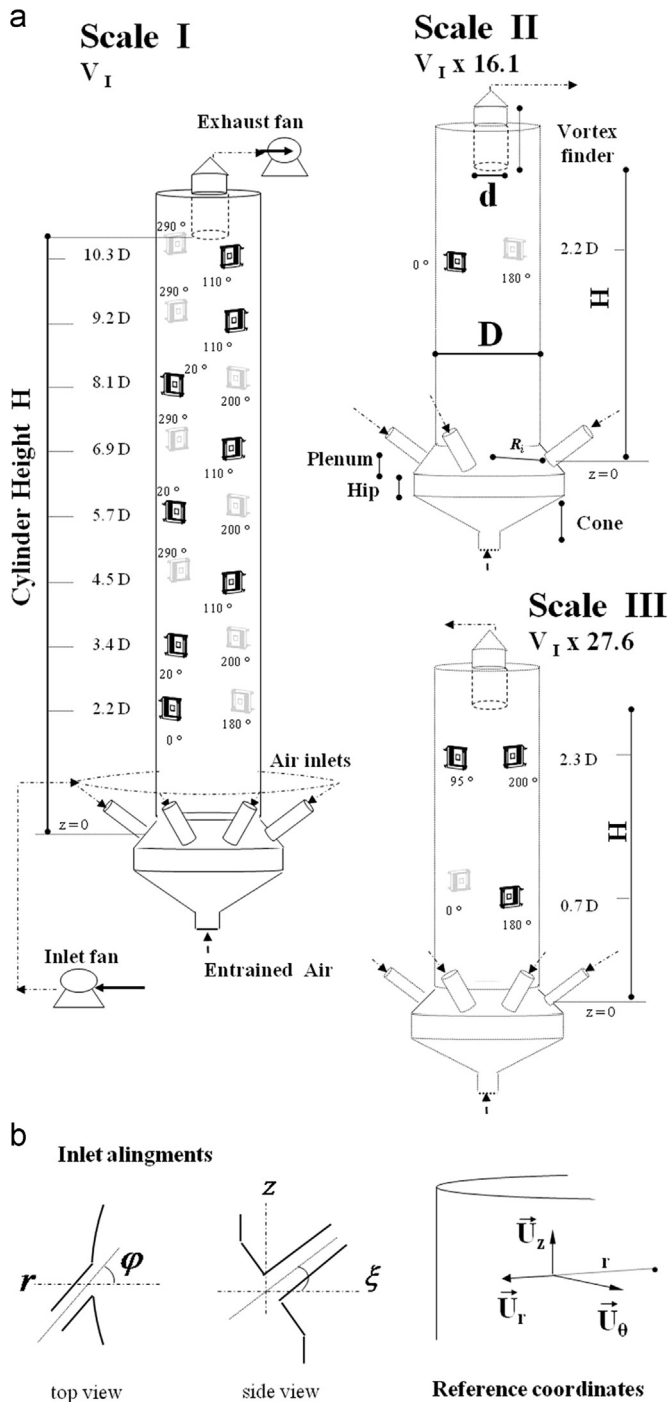 a
Scale I
V I
Exhaust fan
Cylinder Height H
290 °
10.3 D
110 °
290 °
9.2 D
110 °
20 °
8.1 D
200 °
290 °
6.9 D
110 °
20 °
5.7 D
200 °
290 °
4.5 D
110 °
3.4 D
20 °
200 °
2.2 D
180 °
0 °
Air inlets
z = 0
Inlet fan
Entrained Air
Scale II
V I x 16.1
Vortex
finder
d
0 °
180 °
2.2 D
H
D
R i
Plenum
z = 0
Hip
Cone
Scale III
V I x 27.6
95 °
200 °
2.3 D
H
0 °
180 °
0.7 D
z = 0
b
Inlet alingments
r
φ
top view
z
ξ
side view
U z
r
U r
U θ
Reference coordinates